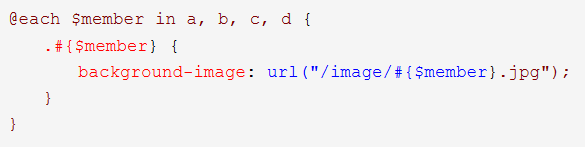 @each $member in a, b, c, d {
    .#{$member} {
        background-image: url("/image/#{$member}.jpg");
    }
}